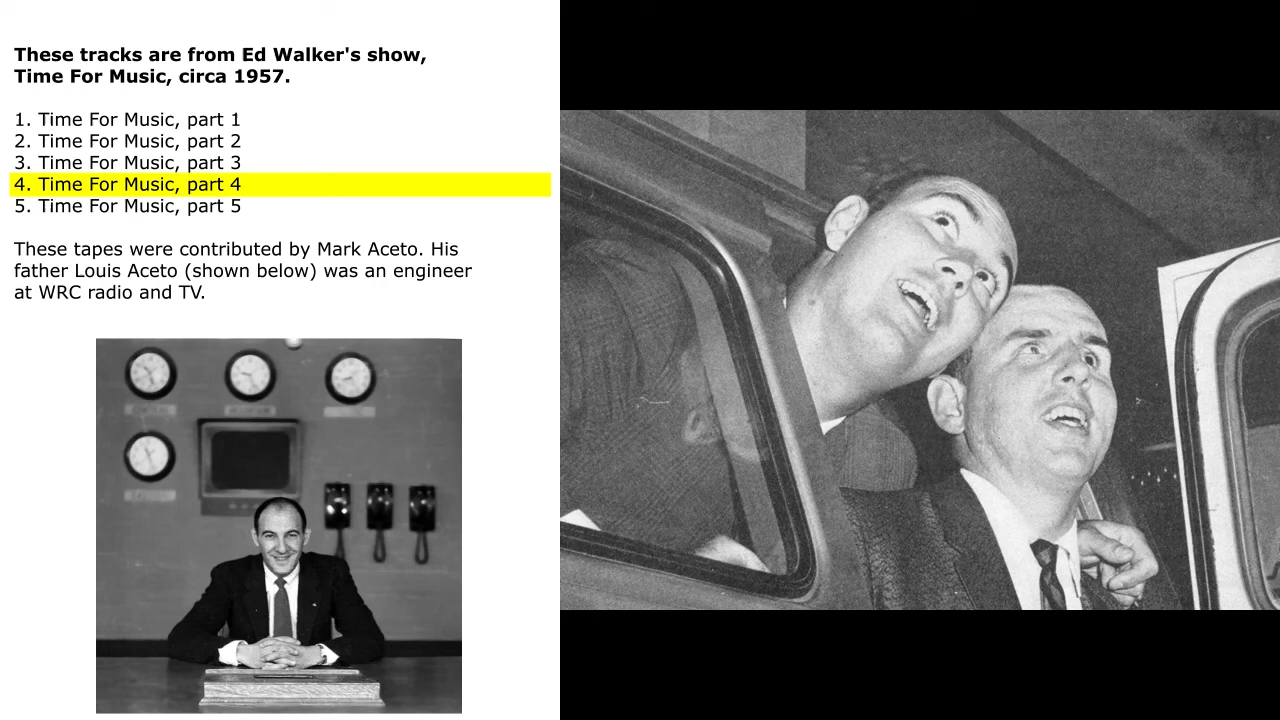 These tracks are from Ed Walker's show,
Time For Music, circa 1957.
1. Time For Music, part 1
2. Time For Music, part 2
3. Time For Music, part 3
4. Time For Music, part 4
5. Time For Music, part 5
These tapes were contributed by Mark Aceto. His
father Louis Aceto (shown below) was an engineer
at WRC radio and TV.